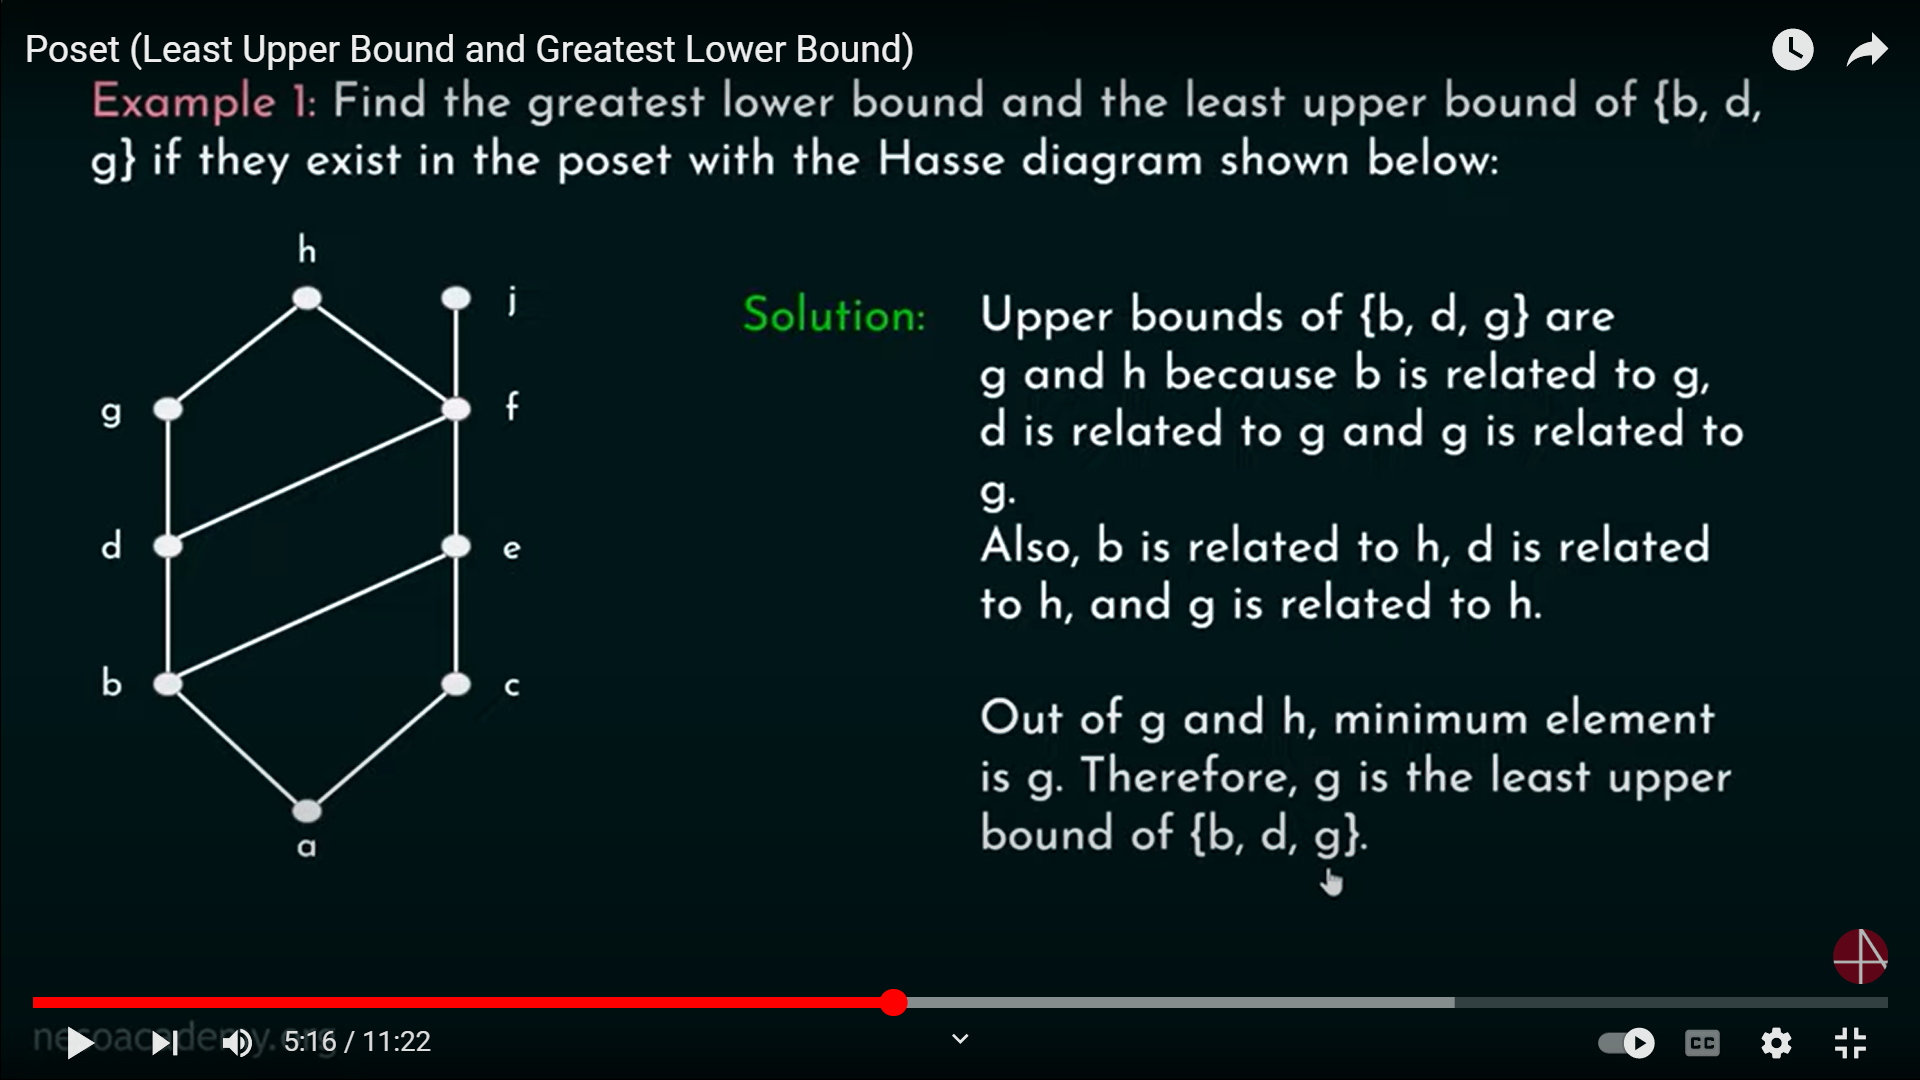 Poset (Least Upper Bound and Greatest Lower Bound)
Example 1: Find the greatest lower bound and the least upper bound of {b, d,
g} if they exist in the poset with the Hasse diagram shown below:
h
j
g
f
d
e
b
c
a
Solution:
Upper bounds of {b, d, g} are
g and h because b is related to g,
d is related to g and g is related to
g.
Also, b is related to h, d is related
to h, and g is related to h.
Out of g and h, minimum element
is g. Therefore, g is the least upper
bound of {b, d, g}.
nesoacademy.org
5:16 / 11:22
CC